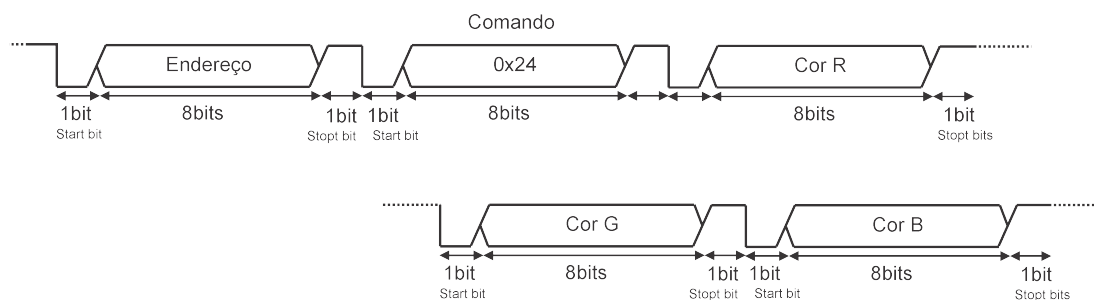 Comando
Endereço 0x24 Cor R
1bit 8bits 1bit 1bit 8bits 8bits 1bit
Start bit Stopt bit Start bit Stopt bits
Cor G Cor B
1bit 8bits 1bit 1bit 8bits 1bit
Start bit Stopt bit Start bit Stopt bits